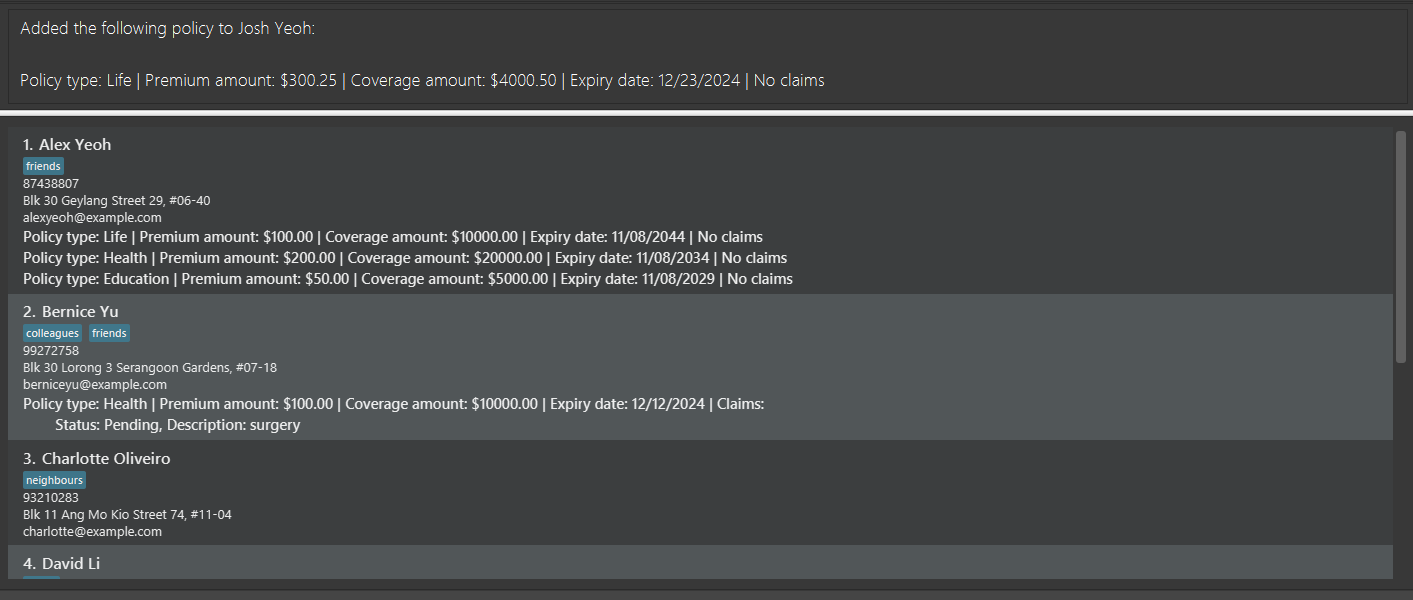 Added the following policy to Josh Yeoh:
Policy type: Life | Premium amount: $300.25 | Coverage amount: $4000.50 | Expiry date: 12/23/2024 | No claims
1. Alex Yeoh
friends
87438807
Blk 30 Geylang Street 29, #06-40
alexyeoh@example.com
Policy type: Life | Premium amount: $100.00 | Coverage amount: $10000.00 | Expiry date: 11/08/2044 | No claims
Policy type: Health | Premium amount: $200.00 | Coverage amount: $20000.00 | Expiry date: 11/08/2034 | No claims
Policy type: Education | Premium amount: $50.00 | Coverage amount: $5000.00 | Expiry date: 11/08/2029 | No claims
2. Bernice Yu
colleagues friends
99272758
Blk 30 Lorong 3 Serangoon Gardens, #07-18
berniceyu@example.com
Policy type: Health | Premium amount: $100.00 | Coverage amount: $10000.00 | Expiry date: 12/12/2024 | Claims:
Status: Pending, Description: surgery
3. Charlotte Oliveiro
neighbours
93210283
Blk 11 Ang Mo Kio Street 74, #11-04
charlotte@example.com
4. David Li